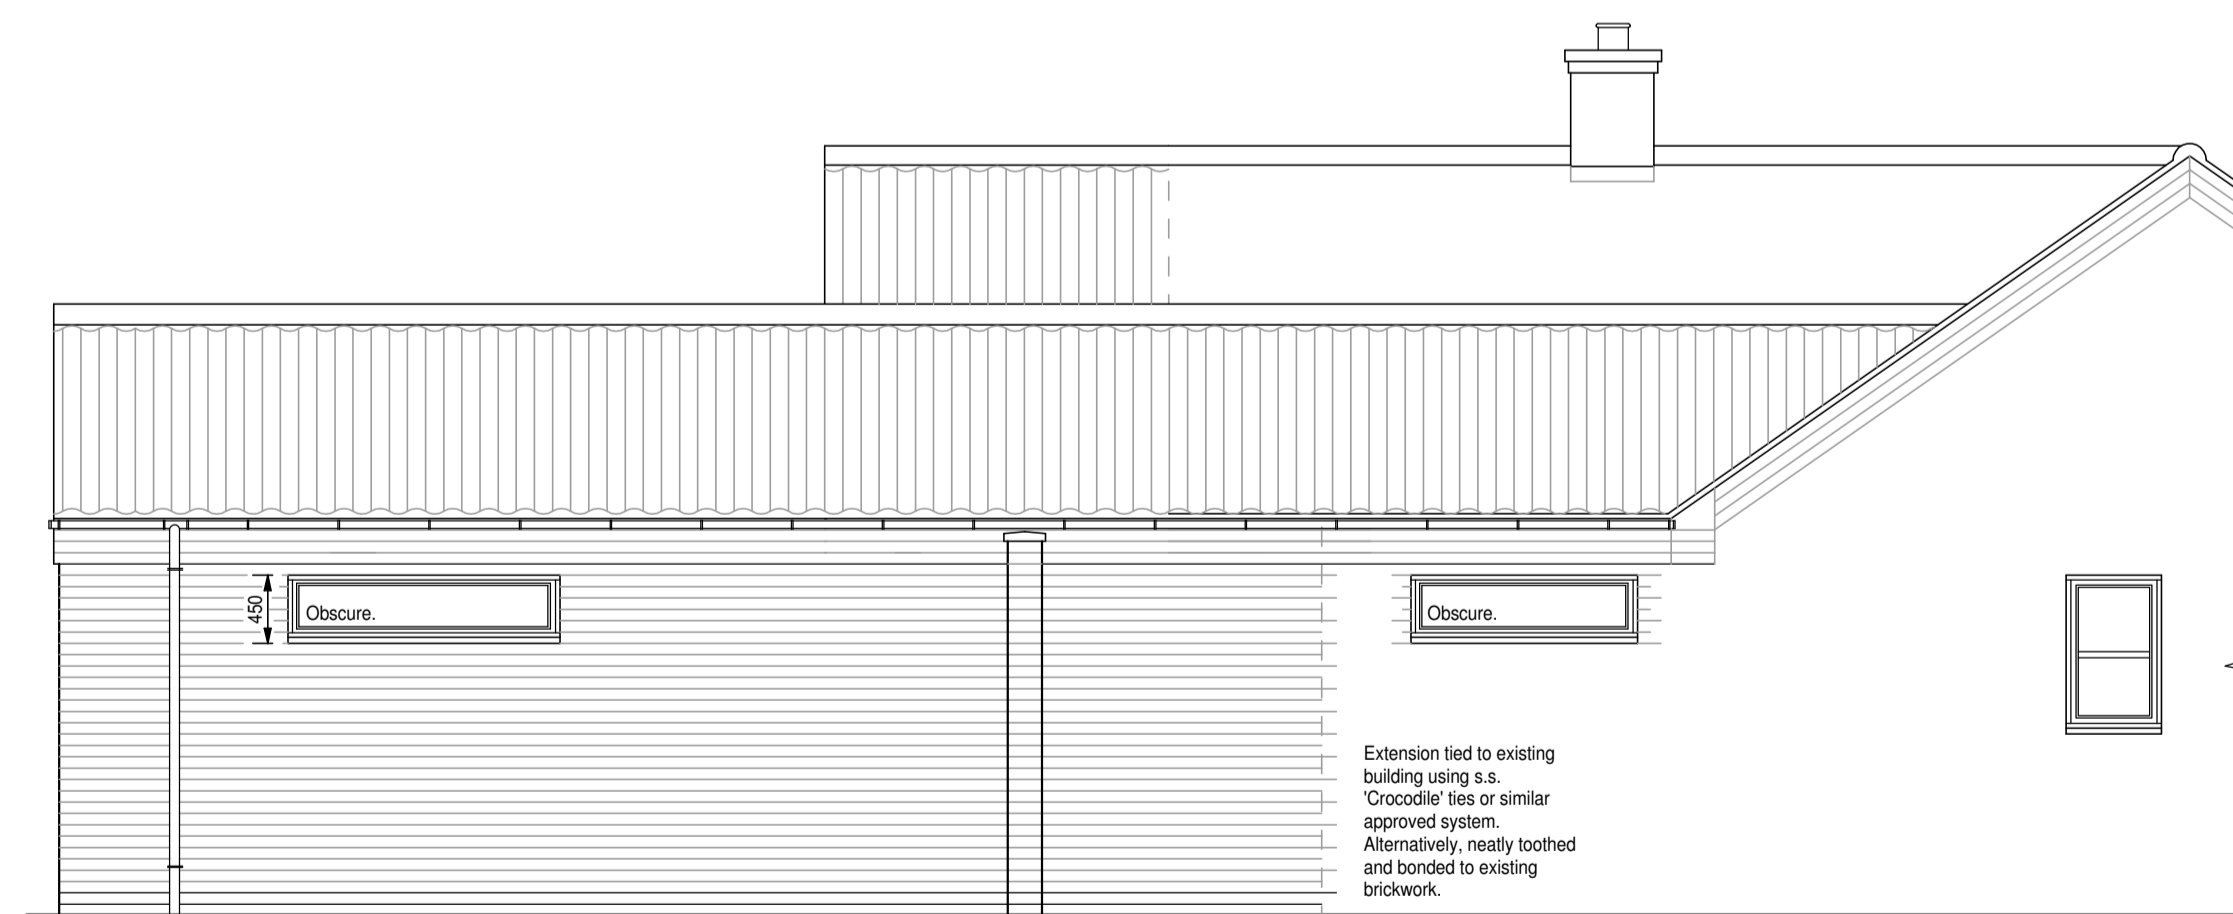 450
Obscure.
Obscure.
Extension tied to existing
building using s.s.
'Crocodile' ties or similar
approved system.
Alternatively, neatly toothed
and bonded to existing
brickwork.